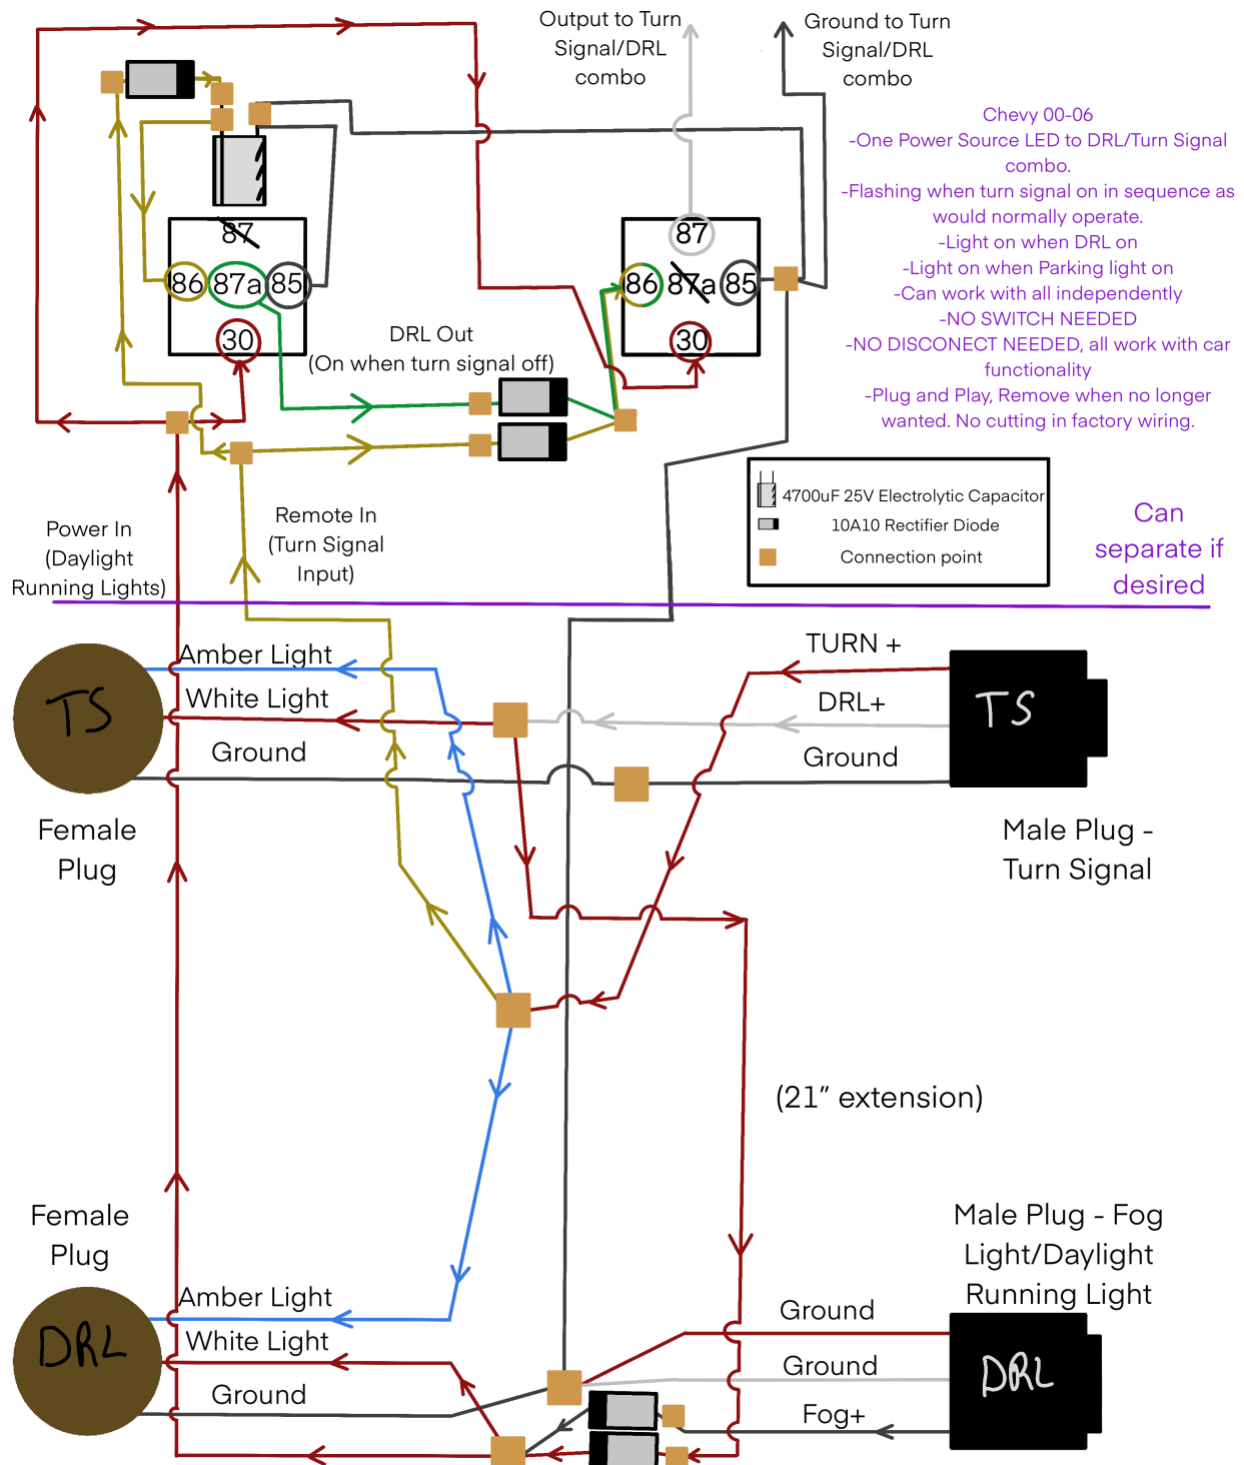 Output to Turn
Signal/DRL
combo
Ground to Turn
Signal/DRL
combo
Chevy 00-06
-One Power Source LED to DRL/Turn Signal
combo.
-Flashing when turn signal on in sequence as
would normally operate.
-Light on when DRL on
-Light on when Parking light on
-Can work with all independently
-NO SWITCH NEEDED
-NO DISCONECT NEEDED, all work with car
functionality
-Plug and Play, Remove when no longer
wanted. No cutting in factory wiring.
87
86 87a 85
30
87
86 87a 85
30
DRL Out
(On when turn signal off)
4700uF 25V Electrolytic Capacitor
10A10 Rectifier Diode
Connection point
Power In
(Daylight
Running Lights)
Remote In
(Turn Signal
Input)
Can
separate if
desired
TS
Amber Light
White Light
Ground
Female
Plug
TURN +
DRL+
Ground
TS
Male Plug -
Turn Signal
(21” extension)
Female
Plug
DRL
Amber Light
White Light
Ground
Male Plug - Fog
Light/Daylight
Running Light
Ground
Ground
Fog+
DRL